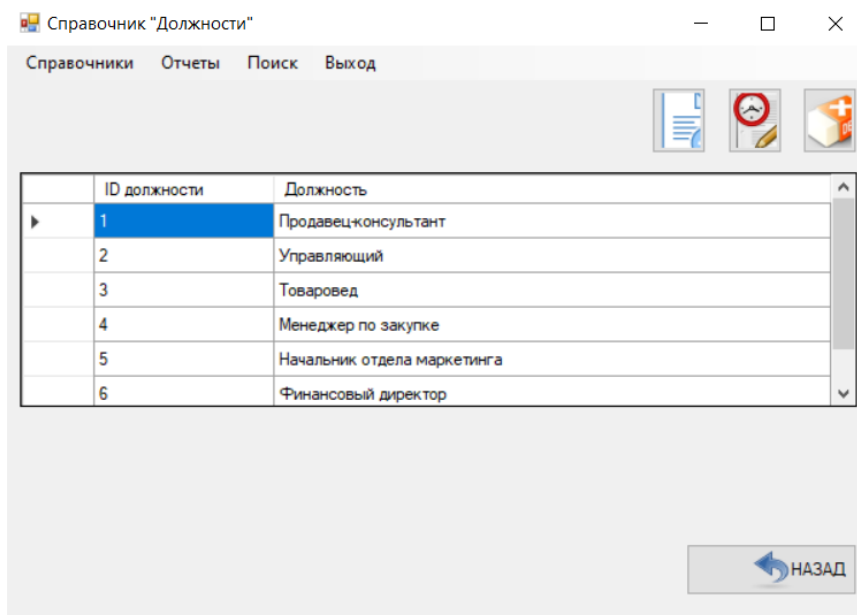 Справочник "Должности"
Справочники Отчеты Поиск Выход
ID должности Должность
1 Продавец-консультант
2 Управляющий
3 Товаровед
4 Менеджер по закупке
5 Начальник отдела маркетинга
6 Финансовый директор
НАЗАД